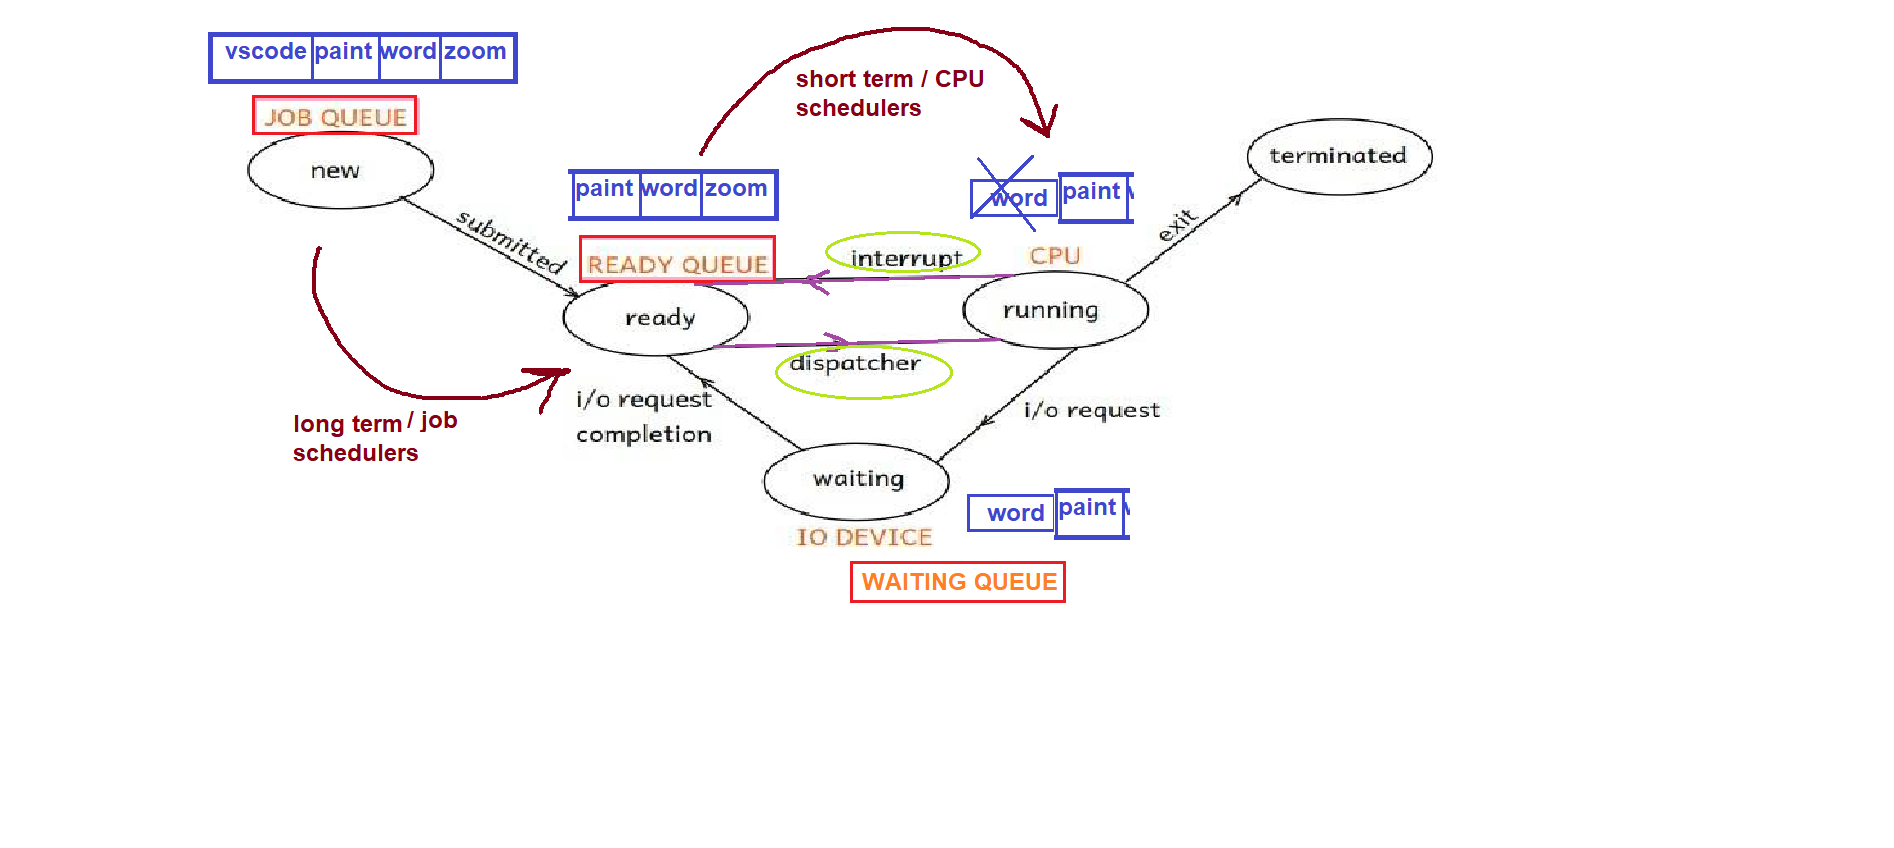 vscode paint word zoom
JOB QUEUE
new
submitted
long term / job
schedulers
short term / CPU
schedulers
paint word zoom
READY QUEUE
ready
interrupt
dispatcher
word paint
CPU
running
exit
terminated
i/o request
completion
i/o request
waiting
IO DEVICE
word paint
WAITING QUEUE